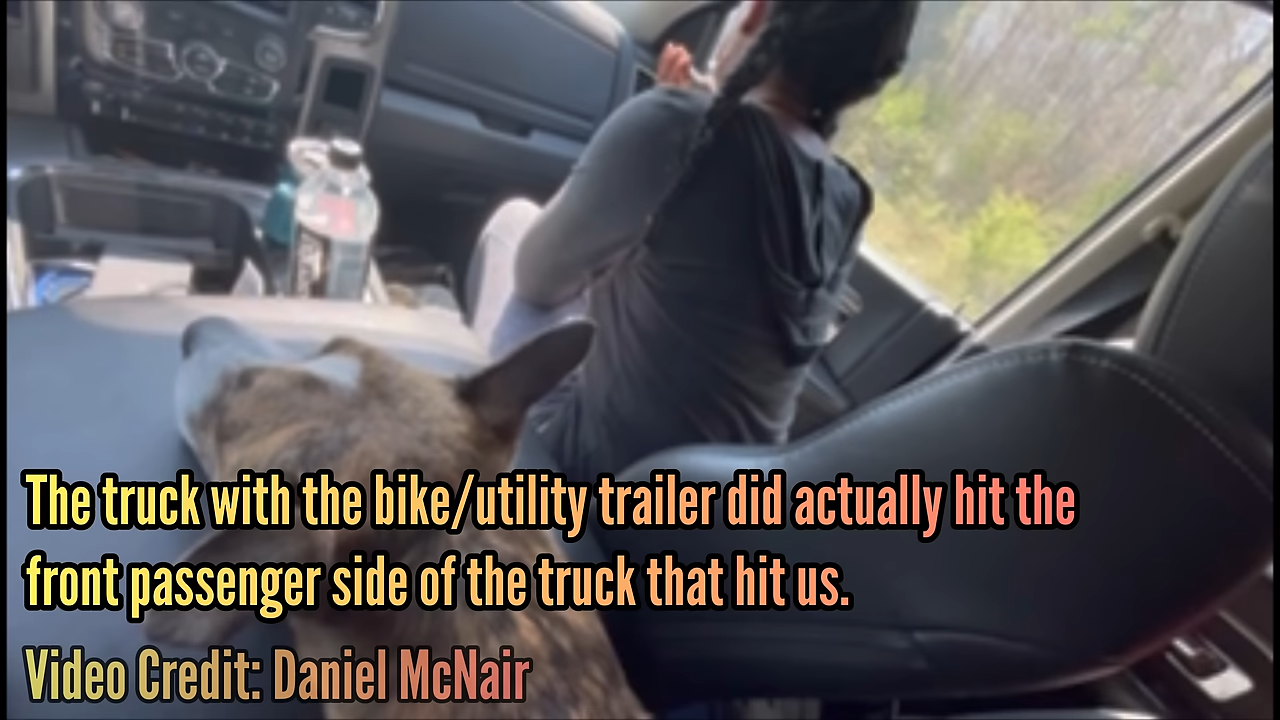 The truck with the bike/utility trailer did actually hit the
front passenger side of the truck that hit us.
Video Credit: Daniel McNair